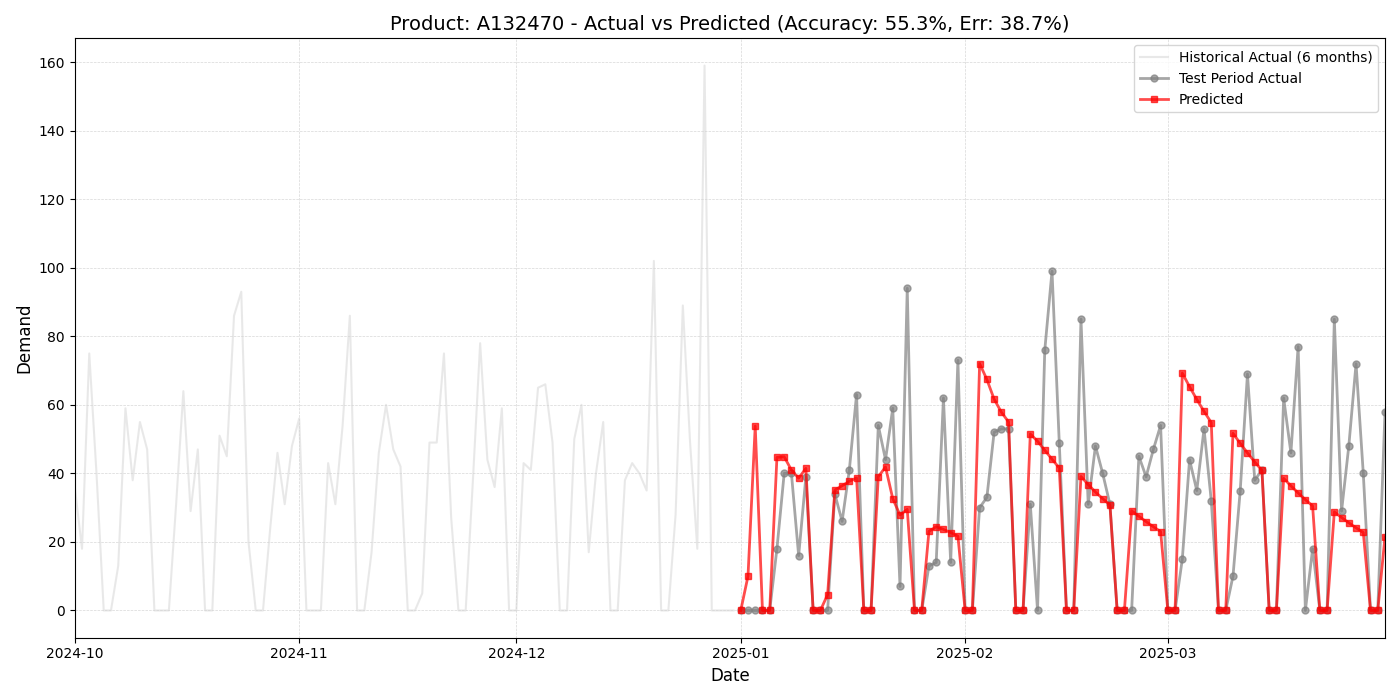 Product: A132470 - Actual vs Predicted (Accuracy: 55.3%, Err: 38.7%)
Historical Actual (6 months)
Test Period Actual
Predicted
Demand
160
140
120
100
80
60
40
20
0
2024-10
2024-11
2024-12
2025-01
2025-02
2025-03
Date